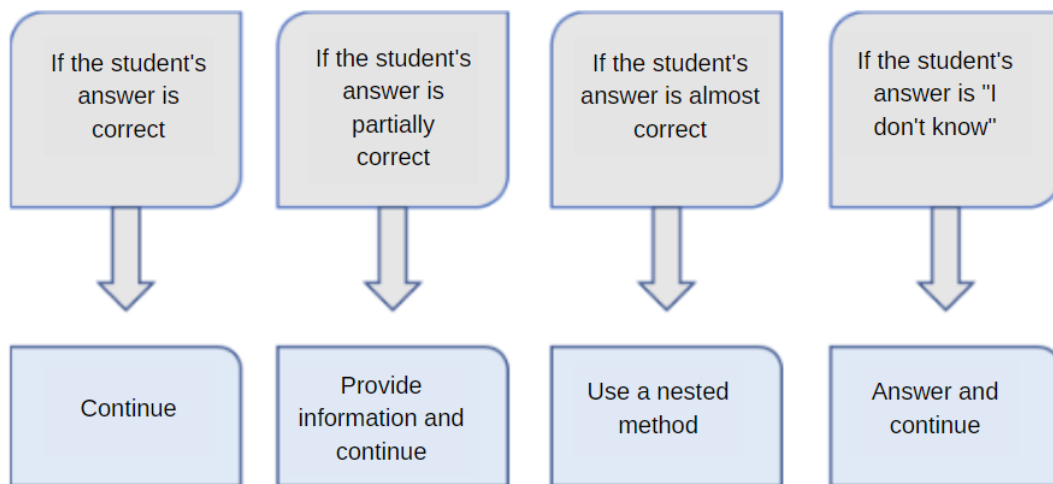 If the student's
answer is
correct
If the student's
answer is
partially
correct
If the student's
answer is almost
correct
If the student's
answer is "I
don't know"
Continue
Provide
information and
continue
Use a nested
method
Answer and
continue